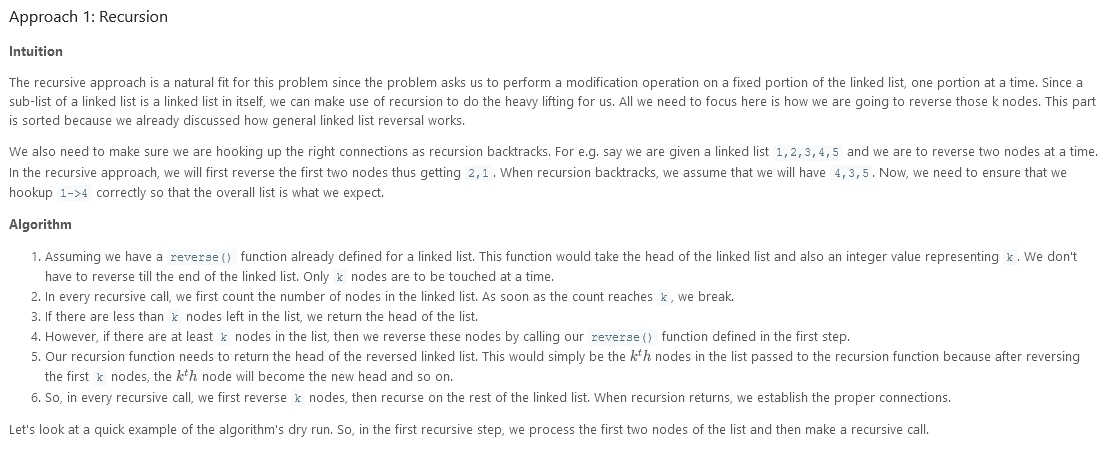 Approach 1: Recursion
Intuition
The recursive approach is a natural fit for this problem since the problem asks us to perform a modification operation on a fixed portion of the linked list, one portion at a time. Since a
sub-list of a linked list is a linked list in itself, we can make use of recursion to do the heavy lifting for us. All we need to focus here is how we are going to reverse those k nodes. This part
is sorted because we already discussed how general linked list reversal works.
We also need to make sure we are hooking up the right connections as recursion backtracks. For e.g. say we are given a linked list 1,2,3,4,5 and we are to reverse two nodes at a time.
In the recursive approach, we will first reverse the first two nodes thus getting 2,1. When recursion backtracks, we assume that we will have 4,3,5. Now, we need to ensure that we
hookup 1->4 correctly so that the overall list is what we expect.
Algorithm
1. Assuming we have a reverse() function already defined for a linked list. This function would take the head of the linked list and also an integer value representing k. We don't
have to reverse till the end of the linked list. Only k nodes are to be touched at a time.
2. In every recursive call, we first count the number of nodes in the linked list. As soon as the count reaches k, we break.
3. If there are less than k nodes left in the list, we return the head of the list.
4. However, if there are at least k nodes in the list, then we reverse these nodes by calling our reverse() function defined in the first step.
5. Our recursion function needs to return the head of the reversed linked list. This would simply be the k^th nodes in the list passed to the recursion function because after reversing
the first k nodes, the k^th node will become the new head and so on.
6. So, in every recursive call, we first reverse k nodes, then recurse on the rest of the linked list. When recursion returns, we establish the proper connections.
Let's look at a quick example of the algorithm's dry run. So, in the first recursive step, we process the first two nodes of the list and then make a recursive call.